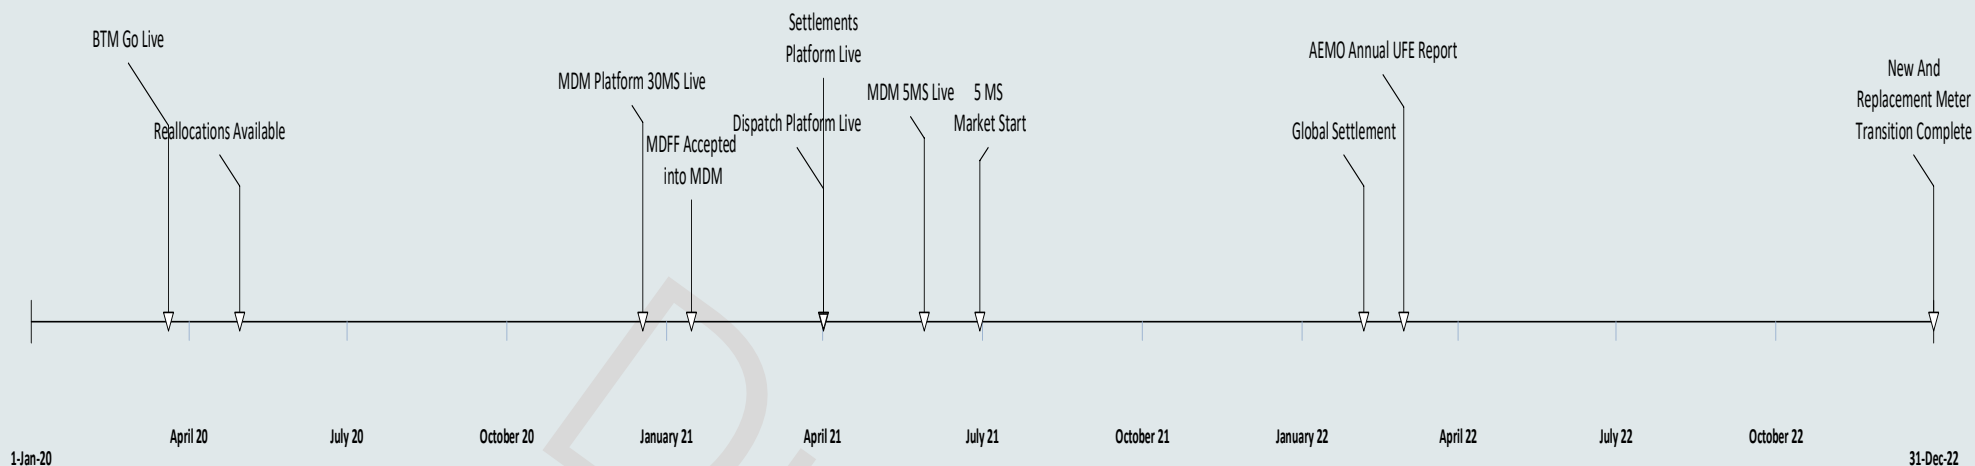 BTM Go Live
Reallocations Available
MDM Platform 30MS Live
MDFF Accepted
into MDM
Settlements
Platform Live
Dispatch Platform Live
MDM 5MS Live
5 MS
Market Start
Global Settlement
AEMO Annual UFE Report
New And
Replacement Meter
Transition Complete
April 20
July 20
October 20
January 21
April 21
July 21
October 21
January 22
April 22
July 22
October 22
1-Jan-20
31-Dec-22